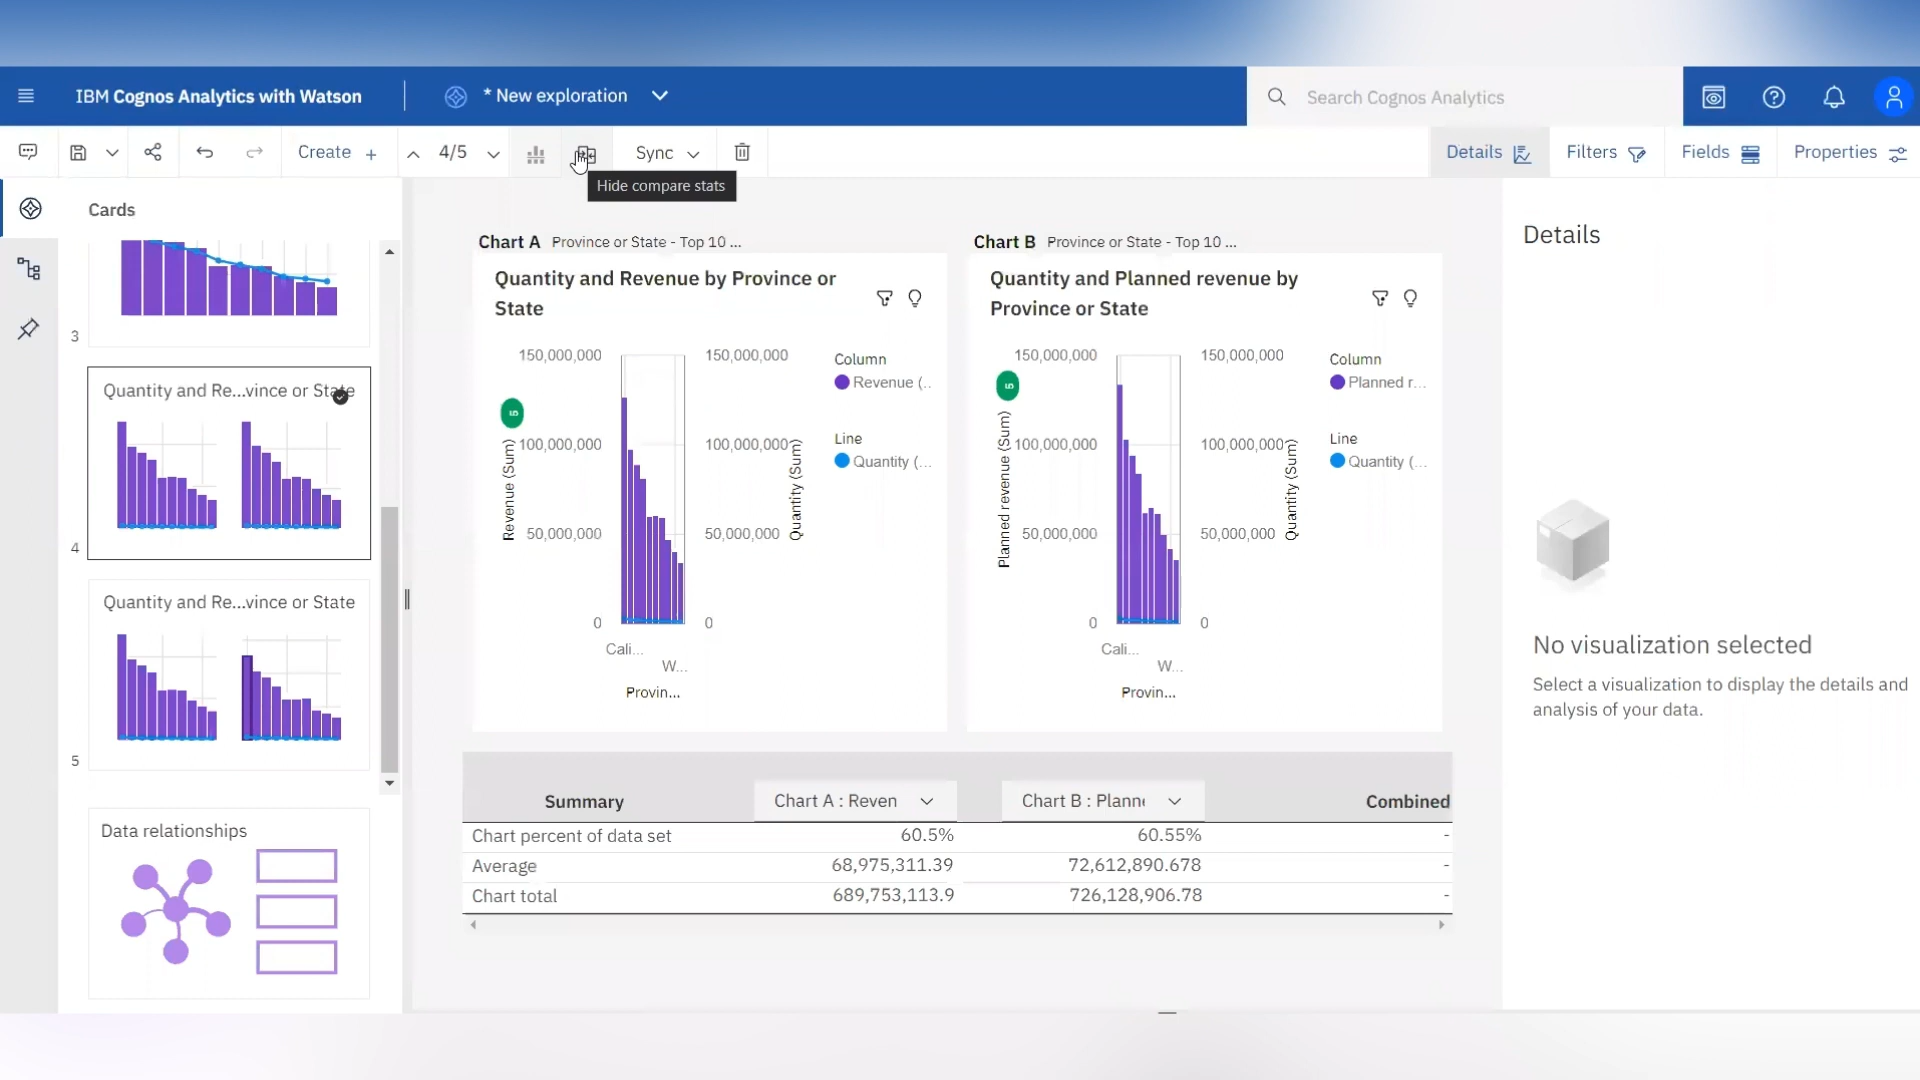 IBM Cognos Analytics with Watson
* New exploration
Search Cognos Analytics
Create +
4/5
Sync
Details
Filters
Fields
Properties
Hide compare stats
Cards
3
Quantity and Re...vince or State
4
Quantity and Re...vince or State
5
Data relationships
Chart A Province or State - Top 10 ...
Quantity and Revenue by Province or
State
150,000,000
100,000,000
50,000,000
0
Revenue (Sum)
5
150,000,000
100,000,000
50,000,000
0
Quantity (Sum)
Cali...
W...
Provin...
Column
Revenue (..
Line
Quantity (...
Chart B Province or State - Top 10 ...
Quantity and Planned revenue by
Province or State
150,000,000
100,000,000
50,000,000
0
Planned revenue (Sum)
5
150,000,000
100,000,000
50,000,000
0
Quantity (Sum)
Cali...
W...
Provin...
Column
Planned r...
Line
Quantity (...
Summary Chart A : Reven Chart B : Planne Combined
Chart percent of data set 60.5% 60.55% -
Average 68,975,311.39 72,612,890.678 -
Chart total 689,753,113.9 726,128,906.78 -
Details
No visualization selected
Select a visualization to display the details and
analysis of your data.